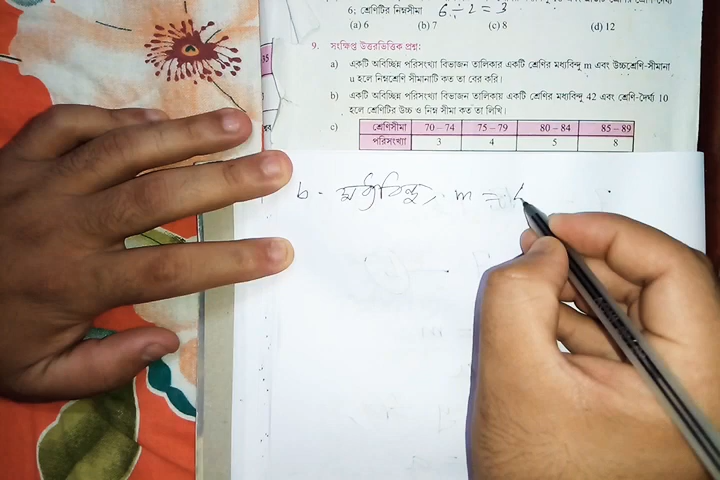 6; শ্রেণিটির নিম্নসীমা 6 ÷ 2 = 3
(a) 6 (b) 7 (c) 8 (d) 12
9. সংক্ষিপ্ত উত্তরভিত্তিক প্রশ্ন:
a) একটি অবিচ্ছিন্ন পরিসংখ্যা বিভাজন তালিকার একটি শ্রেণির মধ্যবিন্দু m এবং উচ্চশ্রেণি-সীমানা
u হলে নিম্নশ্রেণি সীমানাটি কত তা বের করি।
b) একটি অবিচ্ছিন্ন পরিসংখ্যা বিভাজন তালিকায় একটি শ্রেণির মধ্যবিন্দু 42 এবং শ্রেণি-দৈর্ঘ্য 10
হলে শ্রেণিটির উচ্চ ও নিম্ন সীমা কত তা লিখি।
c) শ্রেণিসীমা 70 – 74 75 – 79 80 – 84 85 – 89
পরিসংখ্যা 3 4 5 8
35
b. মধ্যবিন্দু, m =